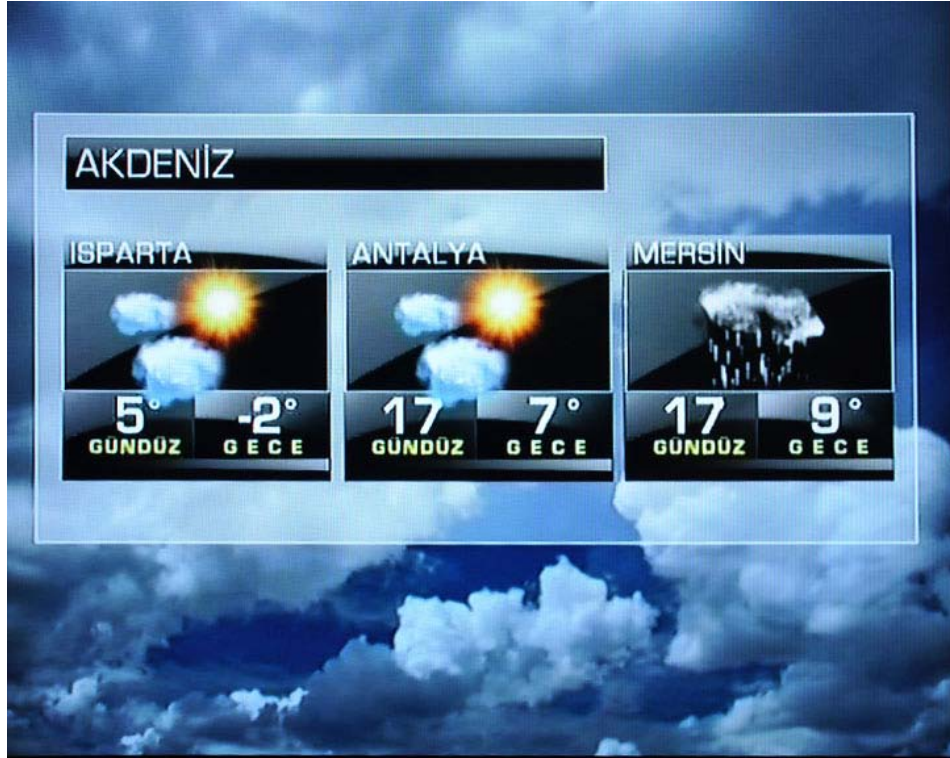 AKDENİZ
ISPARTA
5° -2°
GÜNDÜZ GECE
ANTALYA
17 7°
GÜNDÜZ GECE
MERSİN
17 9°
GÜNDÜZ GECE